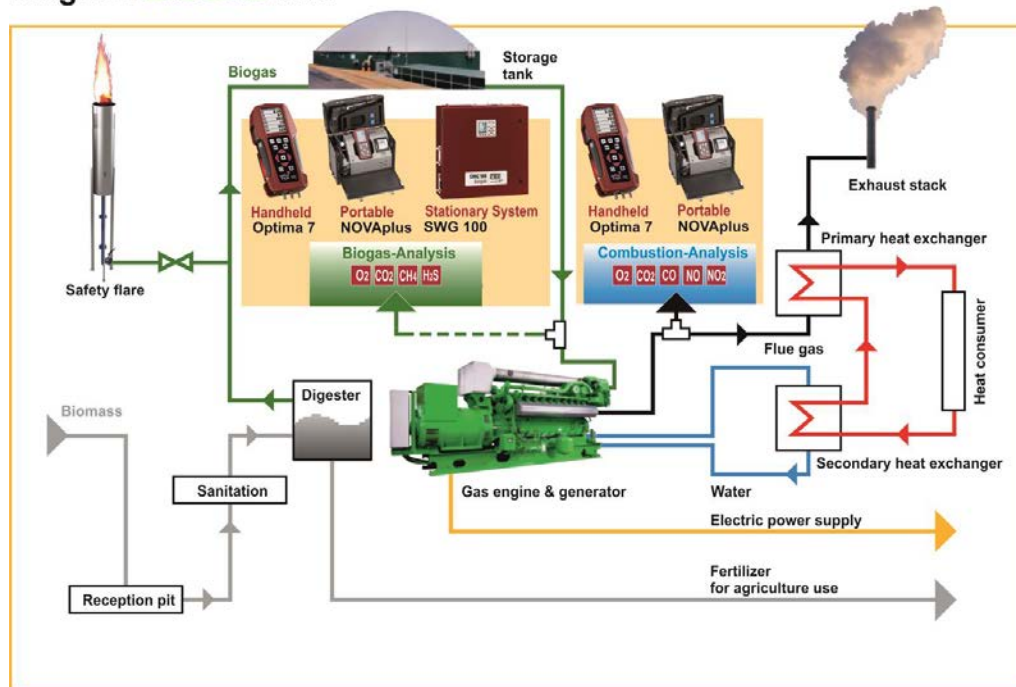 Biogas
Storage
tank
Handheld
Optima 7
Portable
NOVAplus
Stationary System
SWG 100
Handheld
Optima 7
Portable
NOVAplus
Biogas-Analysis
O2 CO2 CH4 H2S
Combustion-Analysis
O2 CO2 CO NO NO2
Exhaust stack
Primary heat exchanger
Safety flare
Flue gas
Heat consumer
Digester
Biomass
Secondary heat exchanger
Sanitation
Gas engine & generator
Water
Electric power supply
Reception pit
Fertilizer
for agriculture use